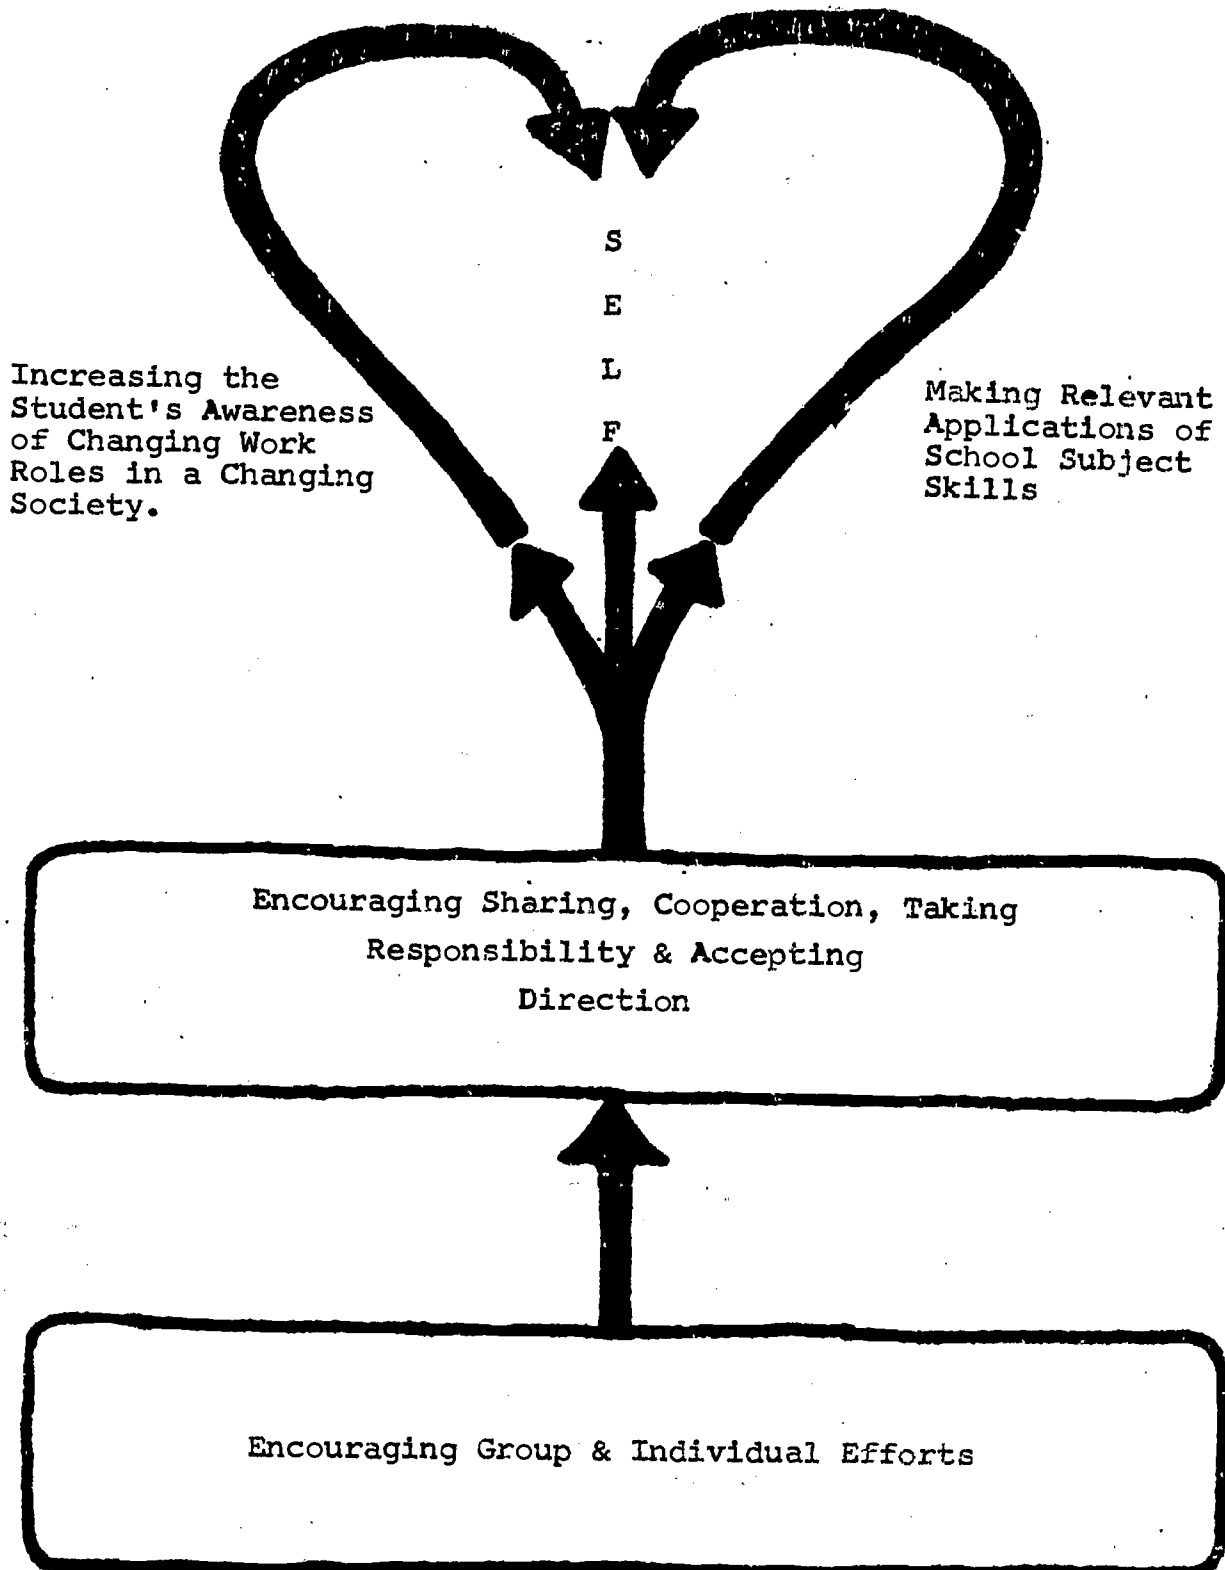 S
E
L
F
Increasing the
Student's Awareness
of Changing Work
Roles in a Changing
Society.
Making Relevant
Applications of
School Subject
Skills
Encouraging Sharing, Cooperation, Taking
Responsibility & Accepting
Direction
Encouraging Group & Individual Efforts